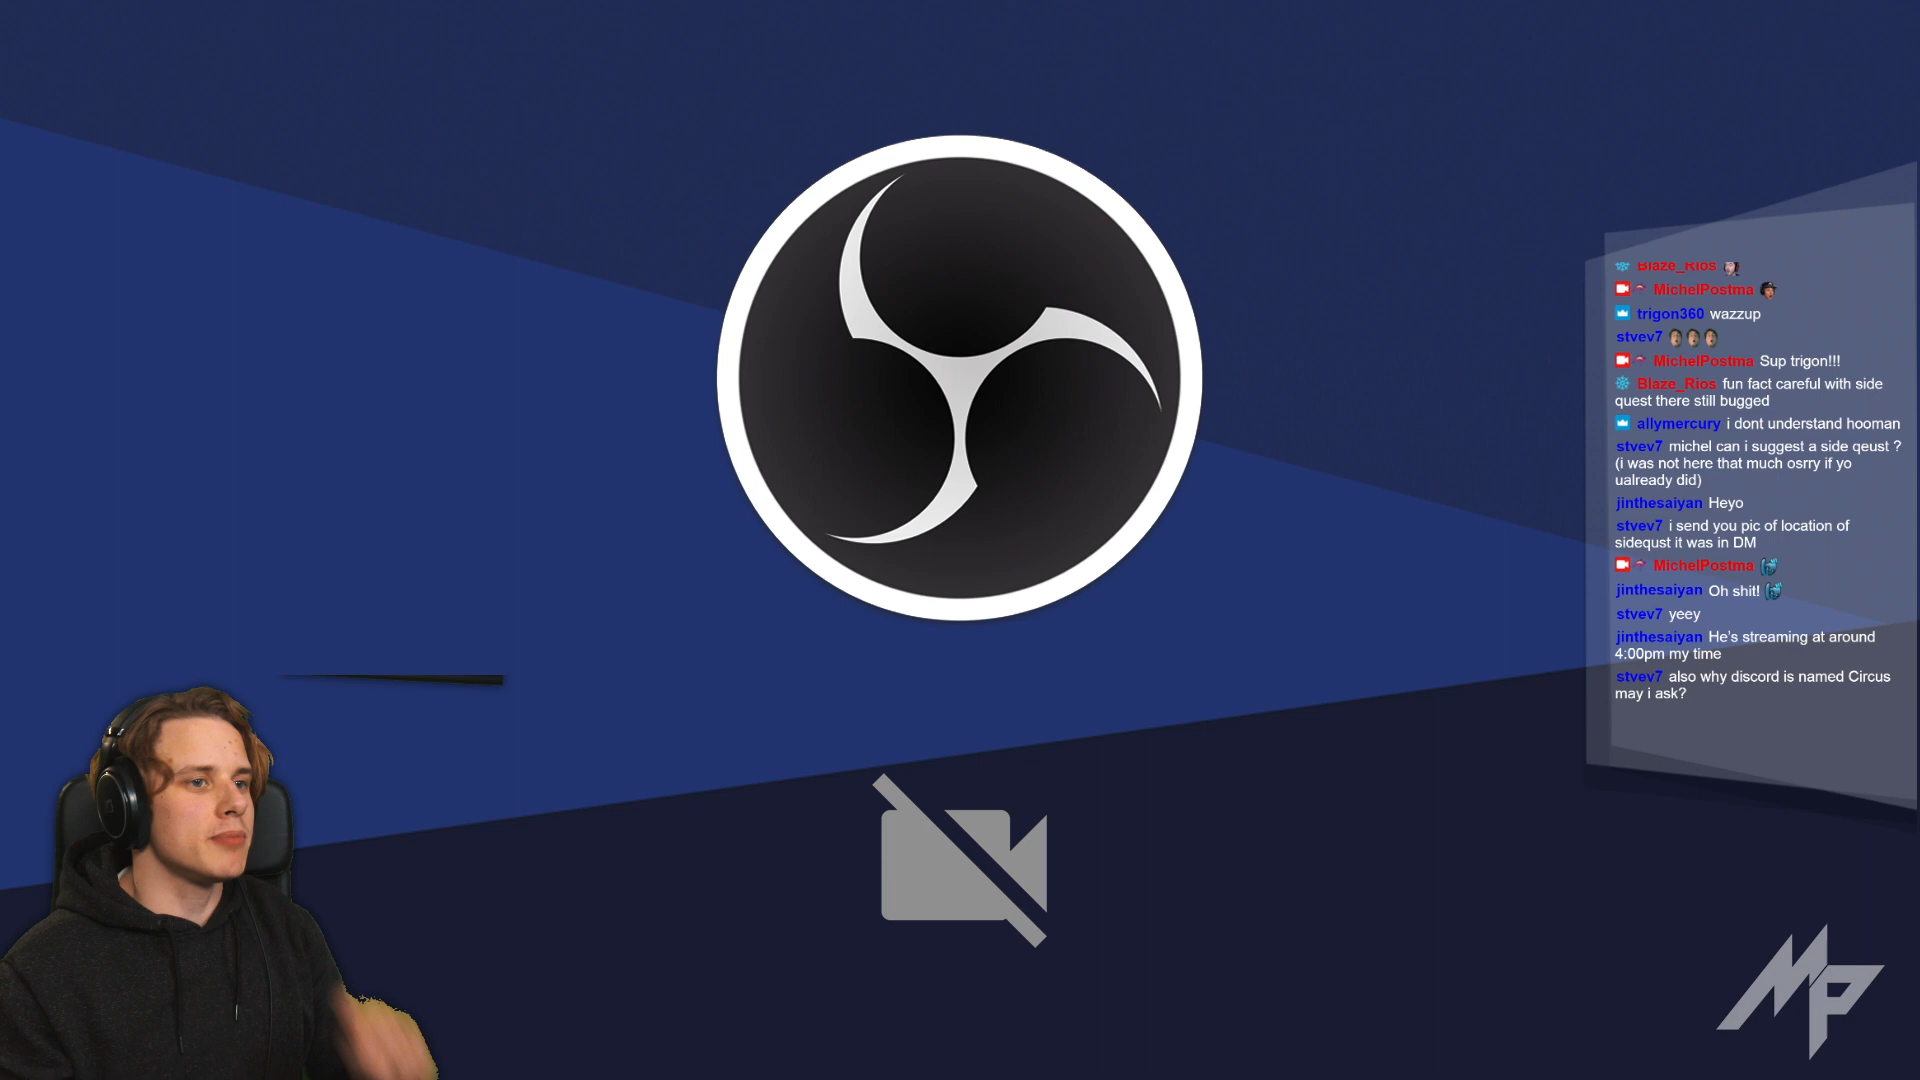 Blaze_Rios
MichelPostma
trigon360 wazzup
stvev7
MichelPostma Sup trigon!!!
Blaze_Rios fun fact careful with side
quest there still bugged
allymercury i dont understand hooman
stvev7 michel can i suggest a side qeust ?
(i was not here that much osrry if yo
ualready did)
jinthesaiyan Heyo
stvev7 i send you pic of location of
sidequst it was in DM
MichelPostma
jinthesaiyan Oh shit!
stvev7 yeey
jinthesaiyan He's streaming at around
4:00pm my time
stvev7 also why discord is named Circus
may i ask?
MP